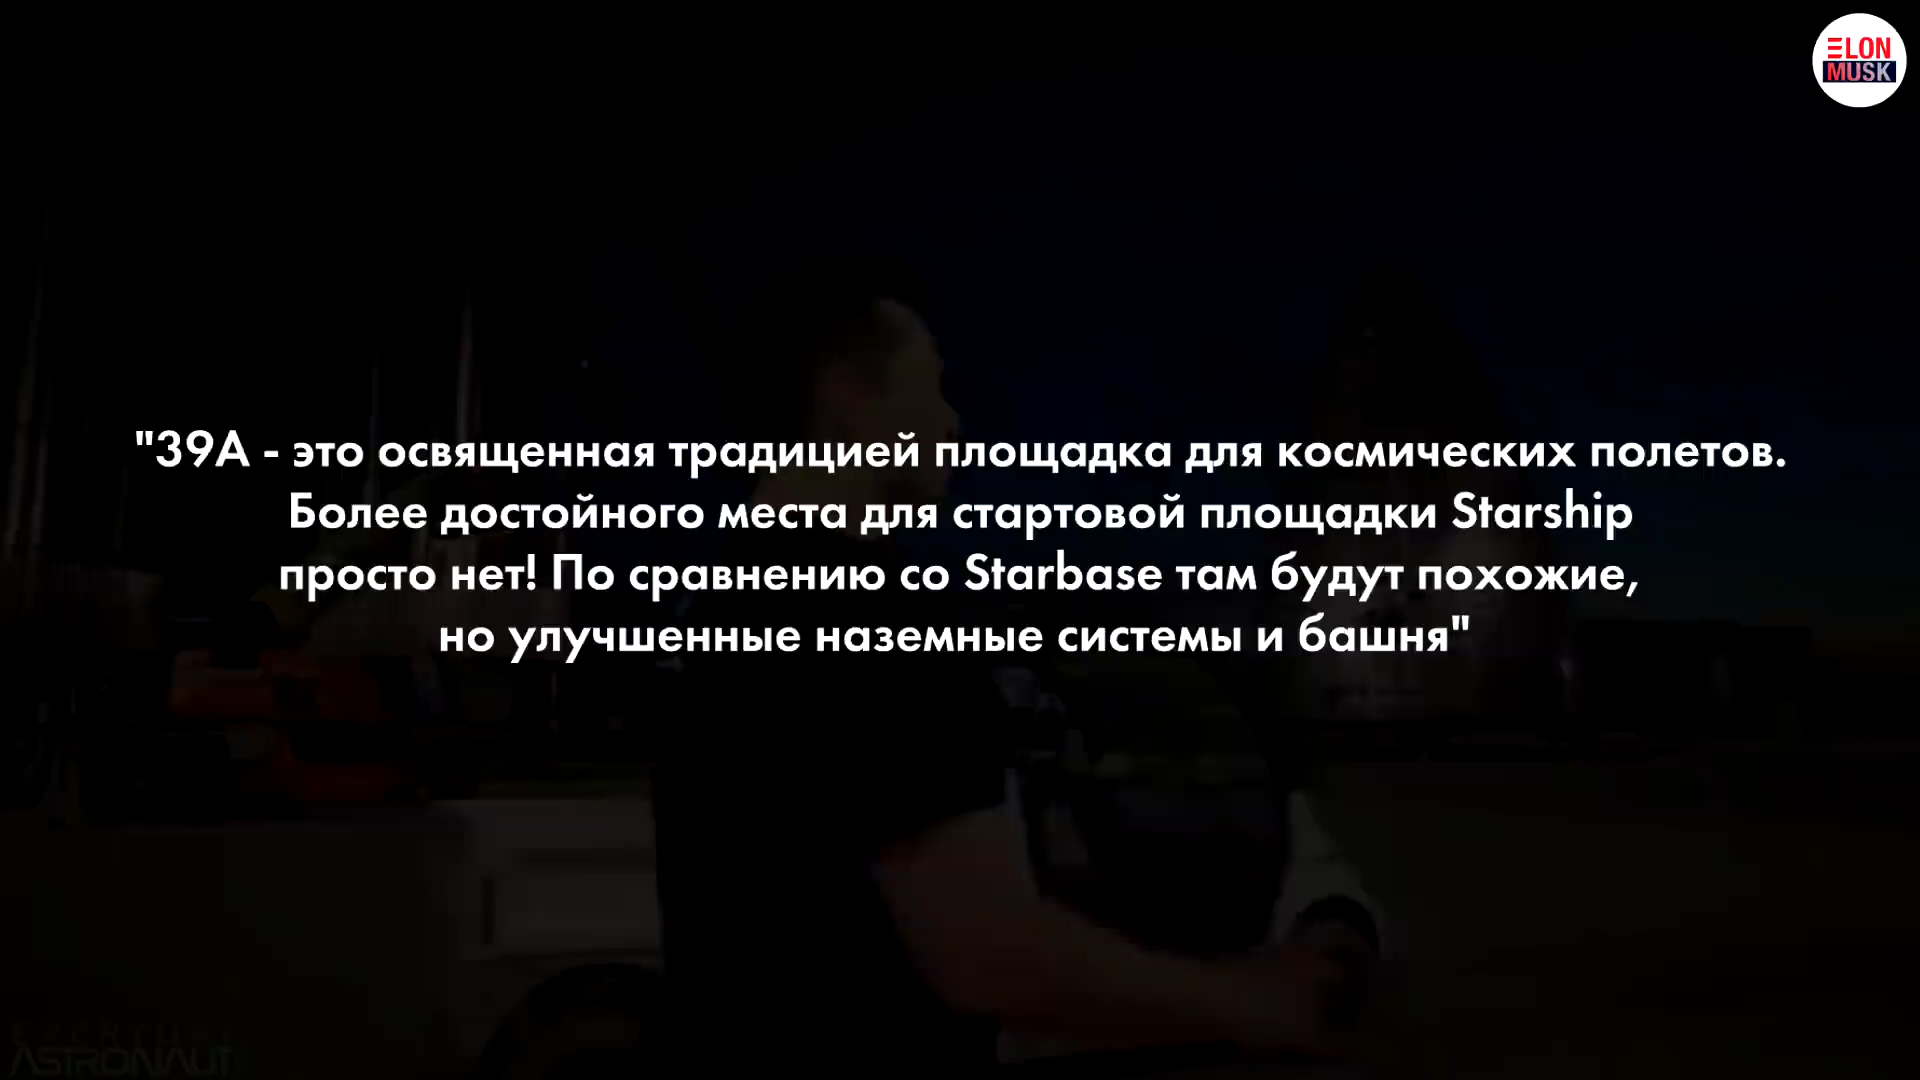 ELON
MUSK
"39A - это освященная традицией площадка для космических полетов.
Более достойного места для стартовой площадки Starship
просто нет! По сравнению со Starbase там будут похожие,
но улучшенные наземные системы и башня"
EVERYDAY
ASTRONAUT